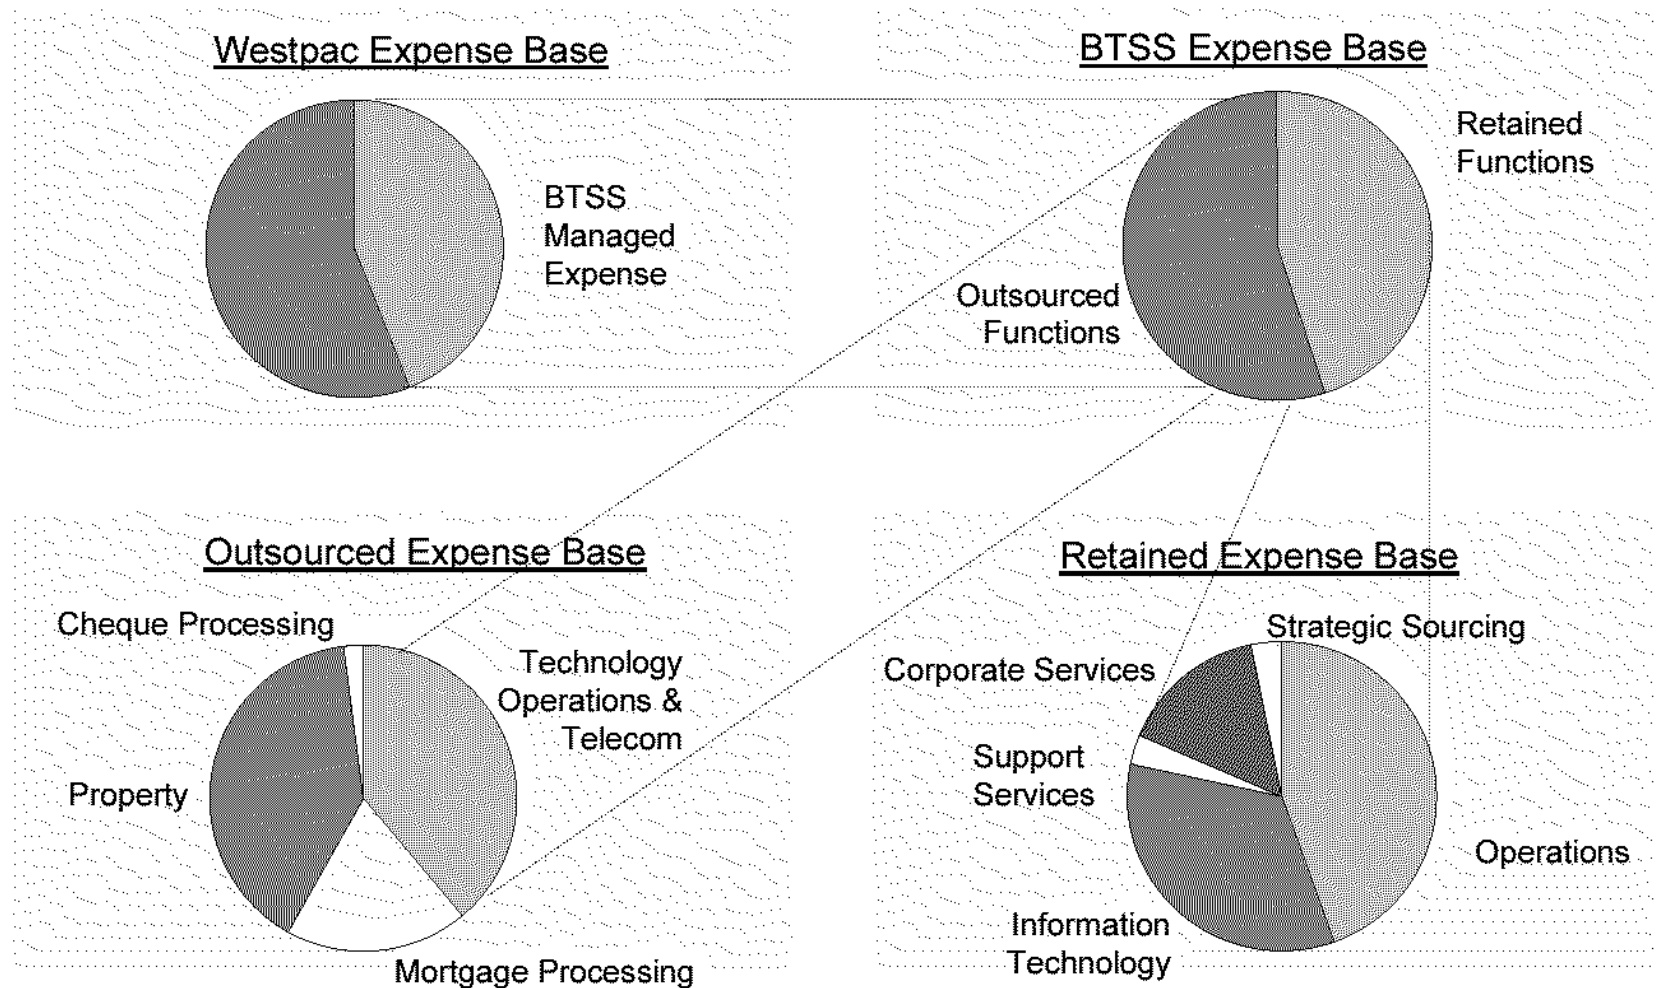 Westpac Expense Base
BTSS
Managed
Expense
BTSS Expense Base
Retained
Functions
Outsourced
Functions
Outsourced Expense Base
Cheque Processing
Technology
Operations &
Telecom
Property
Mortgage Processing
Retained Expense Base
Strategic Sourcing
Corporate Services
Support
Services
Operations
Information
Technology